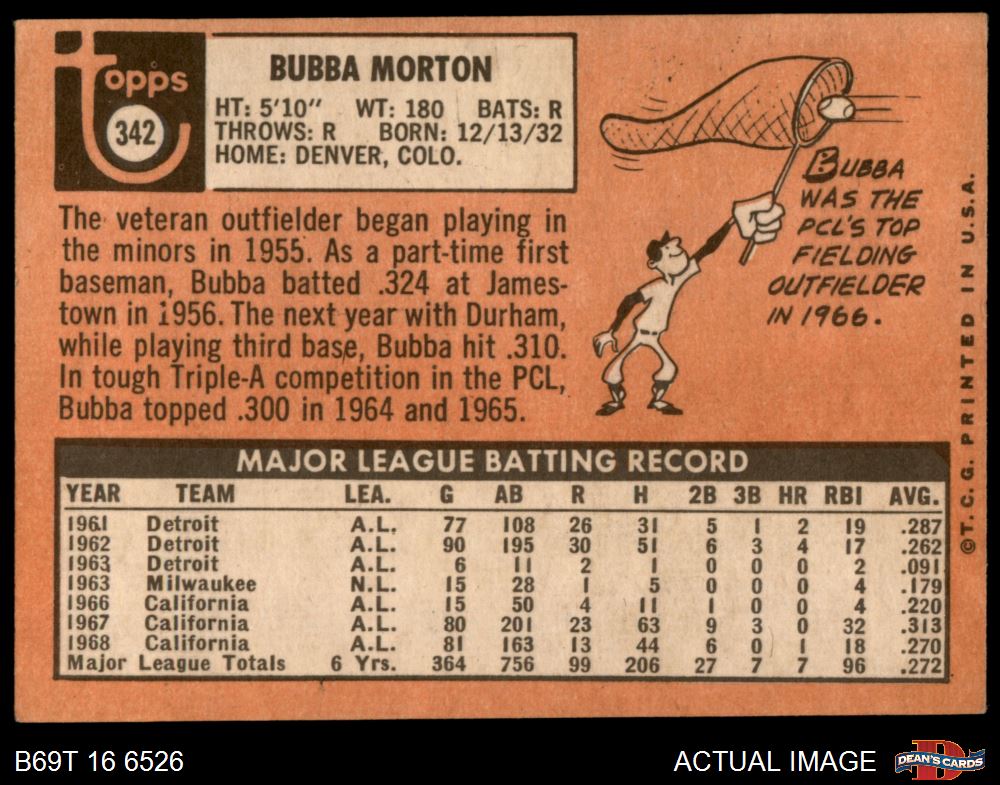 topps
342
BUBBA MORTON
HT: 5'10" WT: 180 BATS: R
THROWS: R BORN: 12/13/32
HOME: DENVER, COLO.
The veteran outfielder began playing in
the minors in 1955. As a part-time first
baseman, Bubba batted .324 at James-
town in 1956. The next year with Durham,
while playing third base, Bubba hit .310.
In tough Triple-A competition in the PCL,
Bubba topped .300 in 1964 and 1965.
BUBBA
WAS THE
PCL'S TOP
FIELDING
OUTFIELDER
IN 1966.
©T.C.G. PRINTED IN U.S.A.
MAJOR LEAGUE BATTING RECORD
YEAR TEAM LEA. G AB R H 2B 3B HR RBI AVG.
1961 Detroit A.L. 77 108 26 31 5 1 2 19 .287
1962 Detroit A.L. 90 195 30 51 6 3 4 17 .262
1963 Detroit A.L. 6 11 2 1 0 0 0 2 .091
1963 Milwaukee N.L. 15 28 1 5 0 0 0 4 .179
1966 California A.L. 15 50 4 11 1 0 0 4 .220
1967 California A.L. 80 201 23 63 9 3 0 32 .313
1968 California A.L. 81 163 13 44 6 0 1 18 .270
Major League Totals 6 Yrs. 364 756 99 206 27 7 7 96 .272
B69T 16 6526
ACTUAL IMAGE
D
DEAN'S CARDS